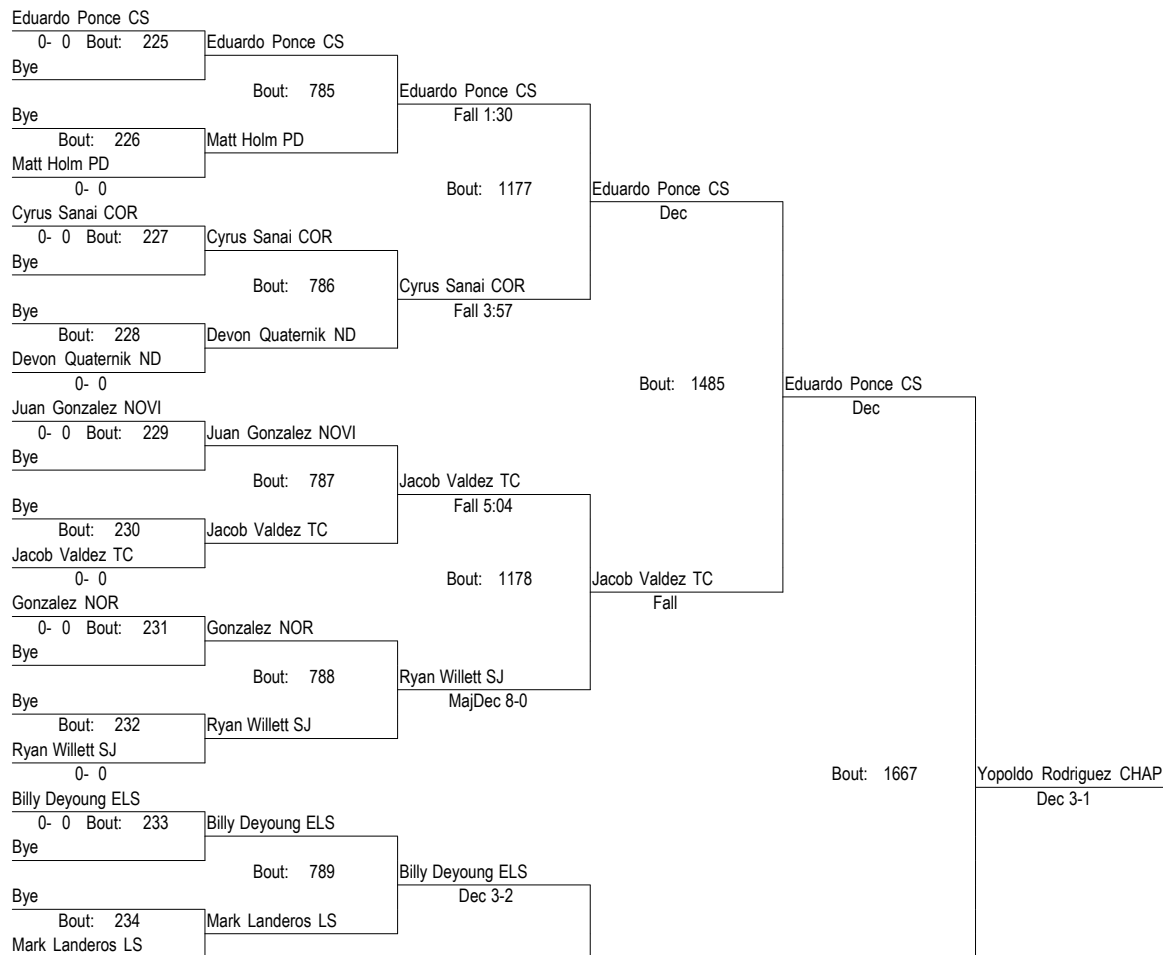 Eduardo Ponce CS
0- 0 Bout: 225 Eduardo Ponce CS
Bye
Bout: 785 Eduardo Ponce CS
Bye Fall 1:30
Bout: 226 Matt Holm PD
Matt Holm PD
0- 0 Bout: 1177 Eduardo Ponce CS
Cyrus Sanai COR Dec
0- 0 Bout: 227 Cyrus Sanai COR
Bye
Bout: 786 Cyrus Sanai COR
Bye Fall 3:57
Bout: 228 Devon Quaternik ND
Devon Quaternik ND
0- 0 Bout: 1485 Eduardo Ponce CS
Juan Gonzalez NOVI Dec
0- 0 Bout: 229 Juan Gonzalez NOVI
Bye
Bout: 787 Jacob Valdez TC
Bye Fall 5:04
Bout: 230 Jacob Valdez TC
Jacob Valdez TC
0- 0 Bout: 1178 Jacob Valdez TC
Gonzalez NOR Fall
0- 0 Bout: 231 Gonzalez NOR
Bye
Bout: 788 Ryan Willett SJ
Bye MajDec 8-0
Bout: 232 Ryan Willett SJ
Ryan Willett SJ
0- 0 Bout: 1667 Yopoldo Rodriguez CHAP
Billy Deyoung ELS Dec 3-1
0- 0 Bout: 233 Billy Deyoung ELS
Bye
Bout: 789 Billy Deyoung ELS
Bye Dec 3-2
Bout: 234 Mark Landeros LS
Mark Landeros LS